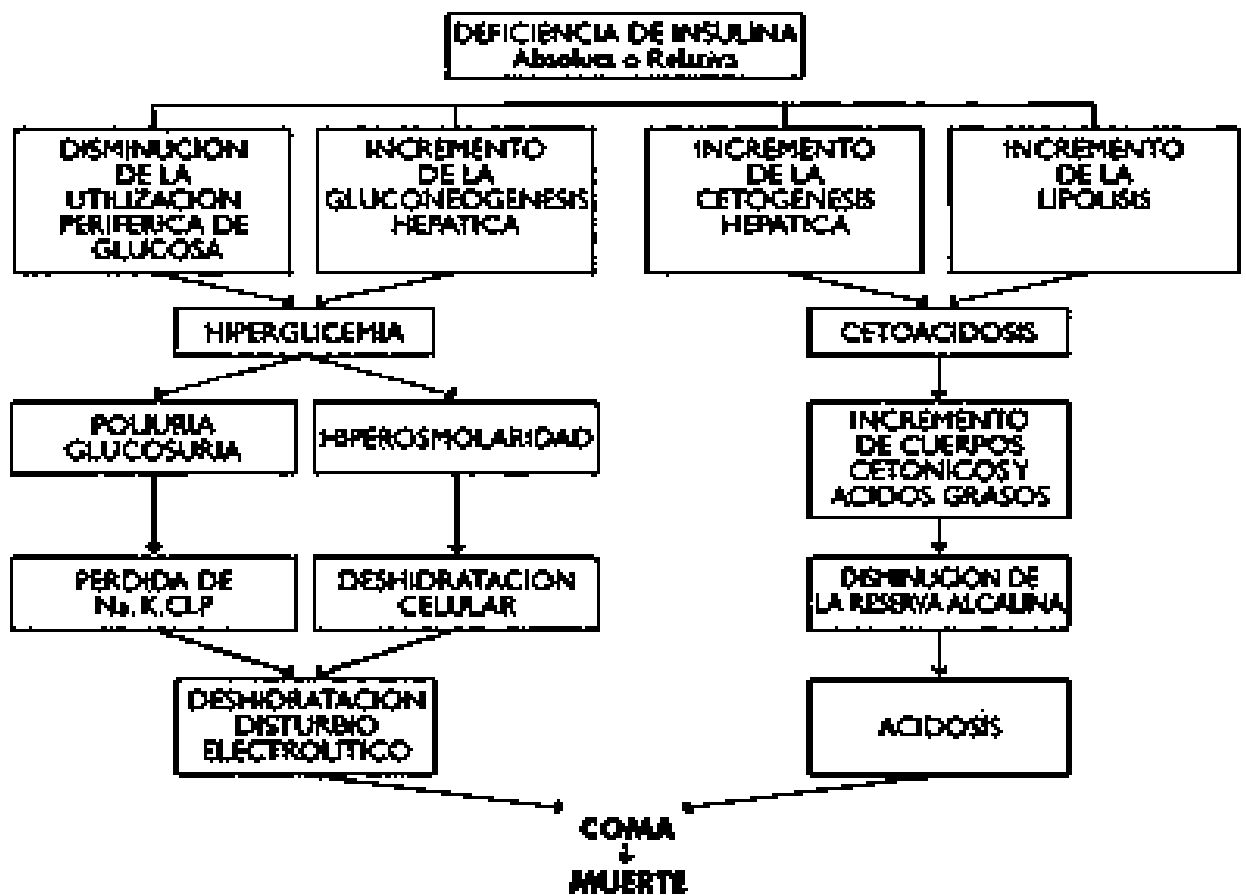 DEFICIENCIA DE INSULINA
Absoluta o Relativa
DISMINUCION
DE LA
UTILIZACION
PERIFERICA DE
GLUCOSA
INCREMENTO
DE LA
GLUCONEOGENESIS
HEPATICA
INCREMENTO
DE LA
CETOGENESIS
HEPATICA
INCREMENTO
DE LA
LIPOLISIS
HIPERGLICEMIA
CETOACIDOSIS
POLIURIA
GLUCOSURIA
HIPEROSMOLARIDAD
INCREMENTO
DE CUERPOS
CETONICOS Y
ACIDOS GRASOS
PERDIDA DE
Na, K, Cl, P
DESHIDRATACION
CELULAR
DISMINUCION DE
LA RESERVA ALCALINA
DESHIDRATACION
DISTURBIO
ELECTROLITICO
ACIDOSIS
COMA
MUERTE